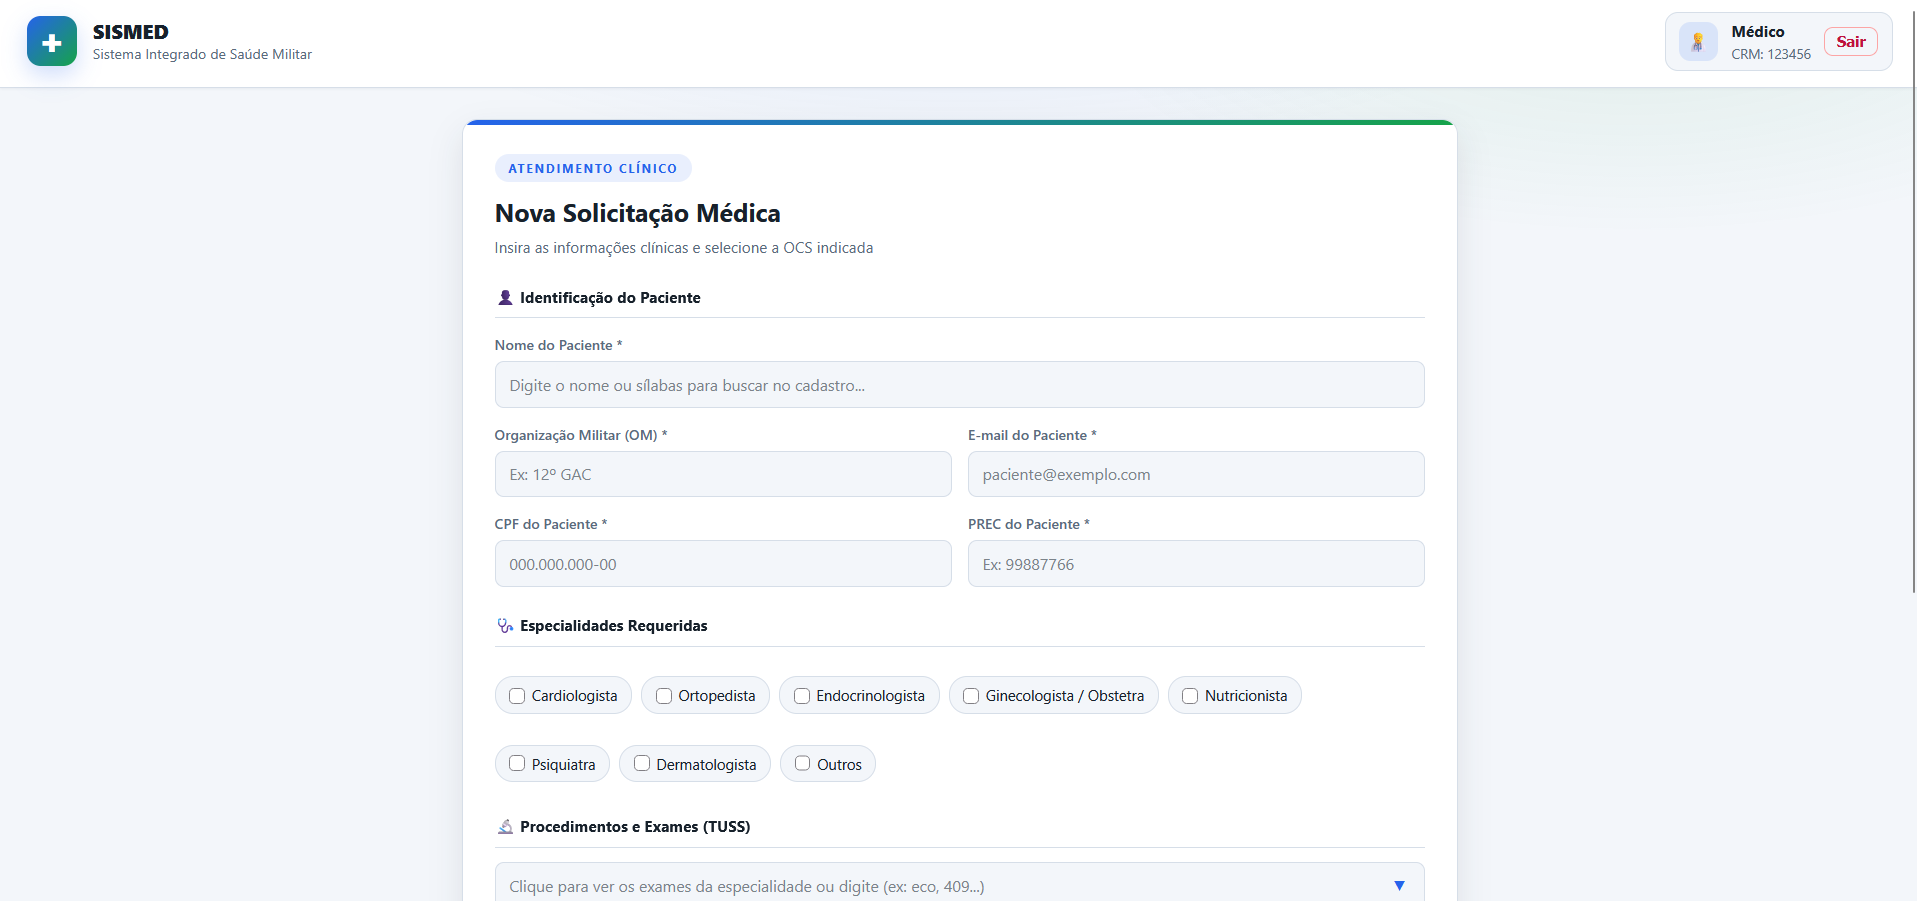 SISMED
Sistema Integrado de Saúde Militar
Médico
CRM: 123456
Sair
ATENDIMENTO CLÍNICO
Nova Solicitação Médica
Insira as informações clínicas e selecione a OCS indicada
Identificação do Paciente
Nome do Paciente *
Digite o nome ou sílabas para buscar no cadastro...
Organização Militar (OM) *
E-mail do Paciente *
Ex: 12º GAC
paciente@exemplo.com
CPF do Paciente *
PREC do Paciente *
000.000.000-00
Ex: 99887766
Especialidades Requeridas
Cardiologista
Ortopedista
Endocrinologista
Ginecologista / Obstetra
Nutricionista
Psiquiatra
Dermatologista
Outros
Procedimentos e Exames (TUSS)
Clique para ver os exames da especialidade ou digite (ex: eco, 409...)